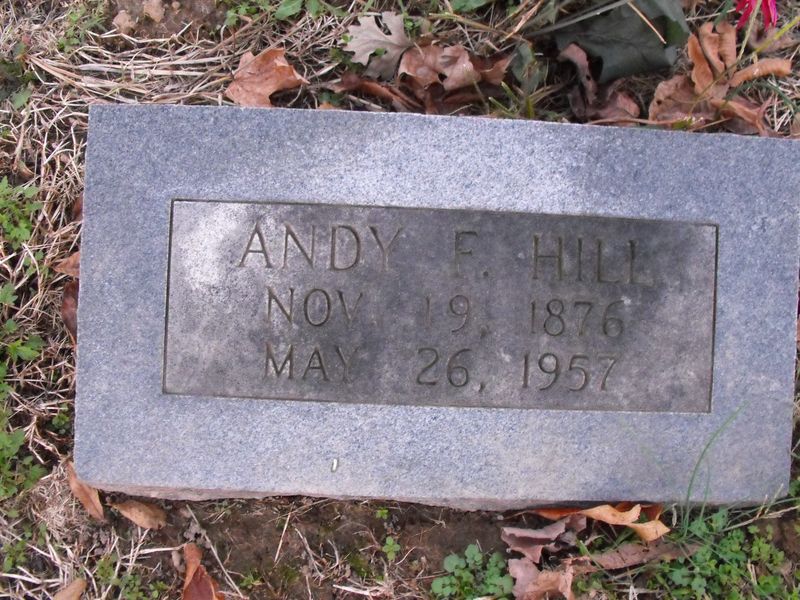 ANDY F. HILL
NOV. 19, 1876
MAY 26, 1957